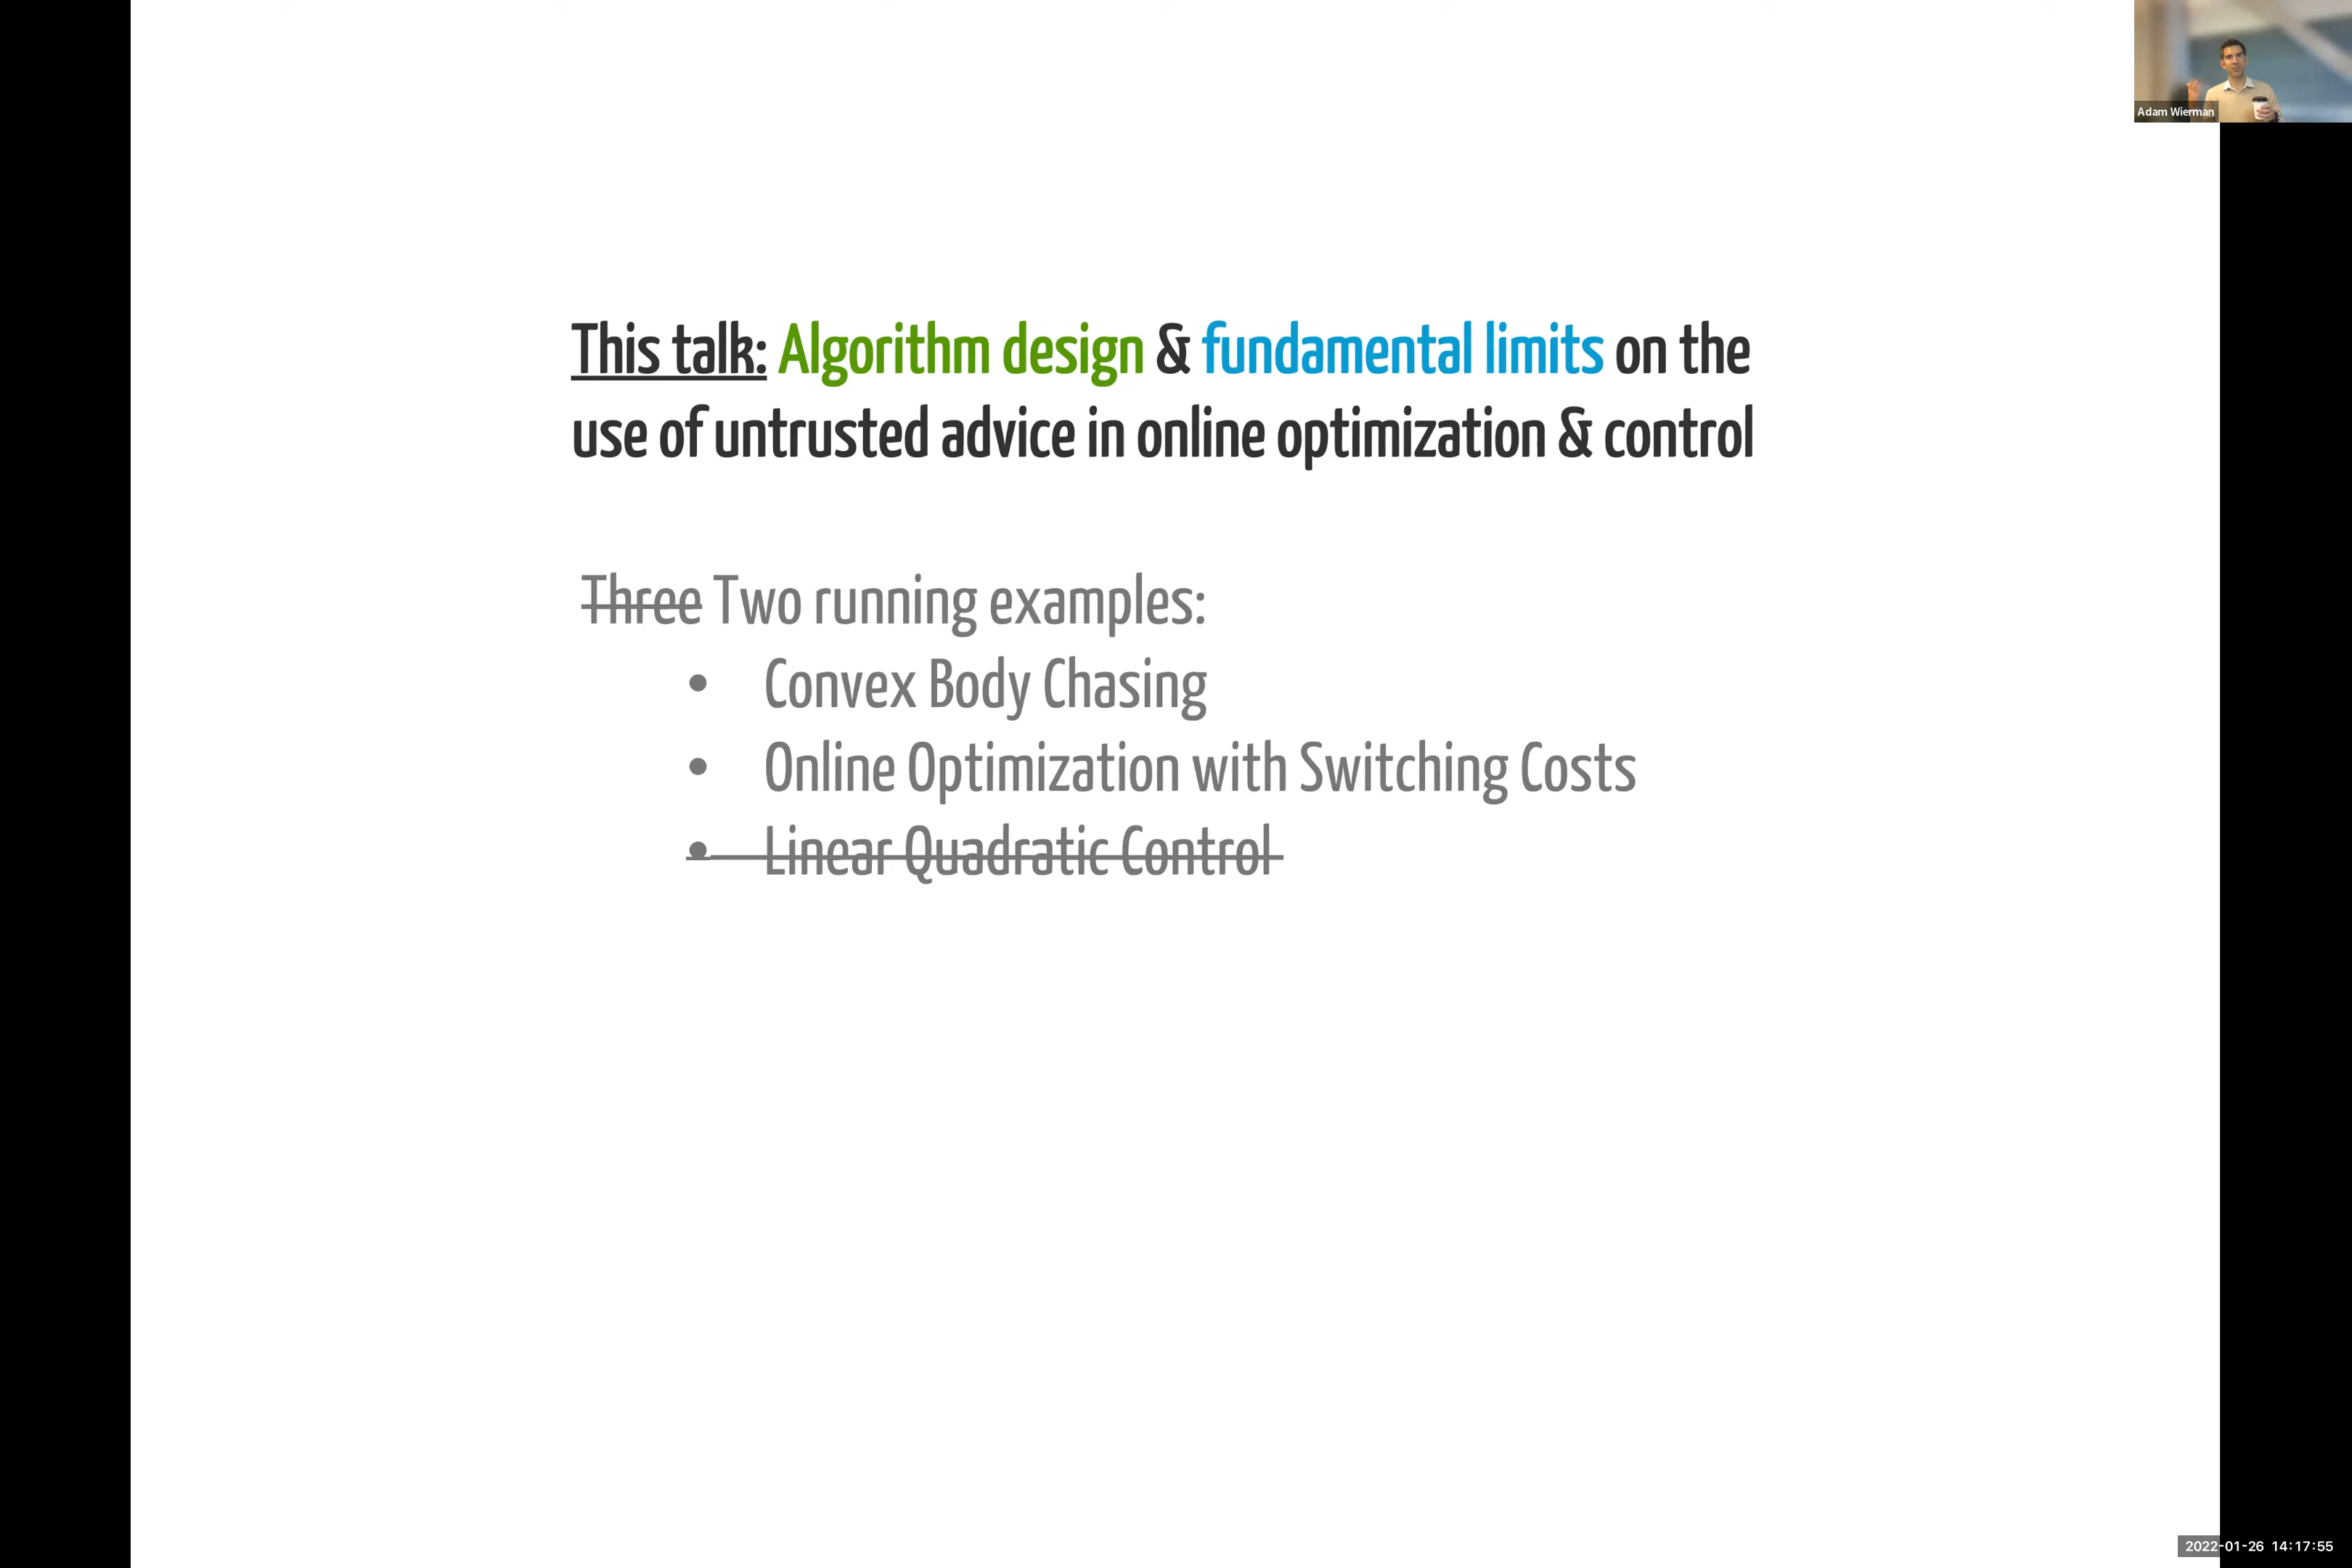 Adam Wierman
This talk: Algorithm design & fundamental limits on the
use of untrusted advice in online optimization & control
Three Two running examples:
• Convex Body Chasing
• Online Optimization with Switching Costs
• Linear Quadratic Control
2022-01-26 14:17:55